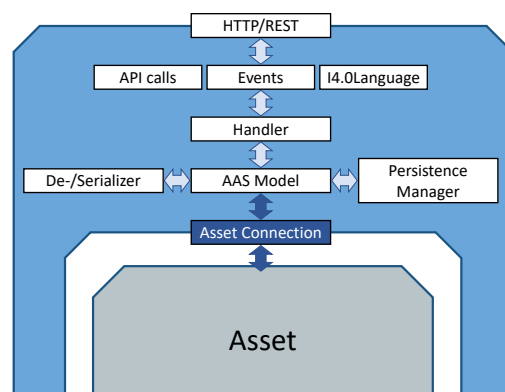 HTTP/REST
API calls
Events
I4.0Language
Handler
De-/Serializer
AAS Model
Persistence
Manager
Asset Connection
Asset